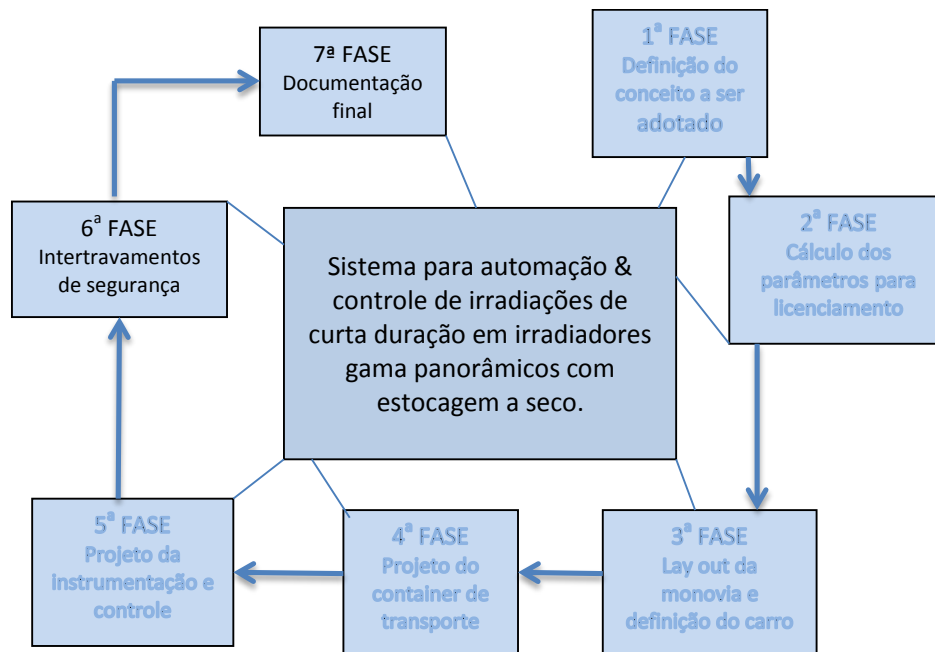 7ª FASE
Documentação
final
1ª FASE
Definição do
conceito a ser
adotado
6ª FASE
Intertravamentos
de segurança
2ª FASE
Cálculo dos
parâmetros para
licenciamento
Sistema para automação &
controle de irradiações de
curta duração em irradiadores
gama panorâmicos com
estocagem a seco.
5ª FASE
Projeto da
instrumentação e
controle
4ª FASE
Projeto do
container de
transporte
3ª FASE
Lay out da
monovia e
definição do carro